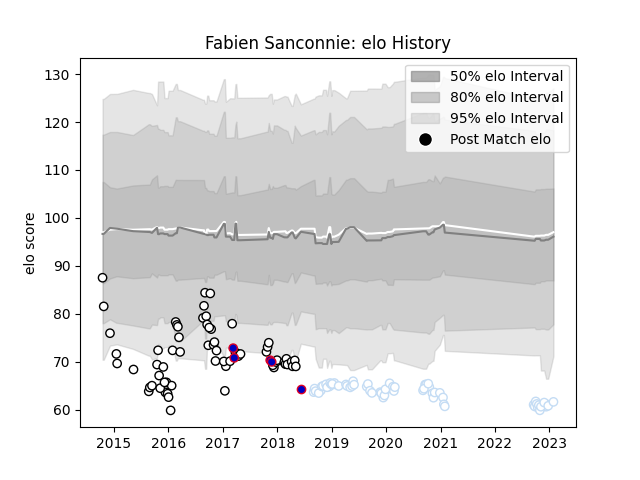 Fabien Sanconnie: elo History
130
120
110
100
90
80
70
60
elo score
50% elo Interval
80% elo Interval
95% elo Interval
Post Match elo
2015 2016 2017 2018 2019 2020 2021 2022 2023